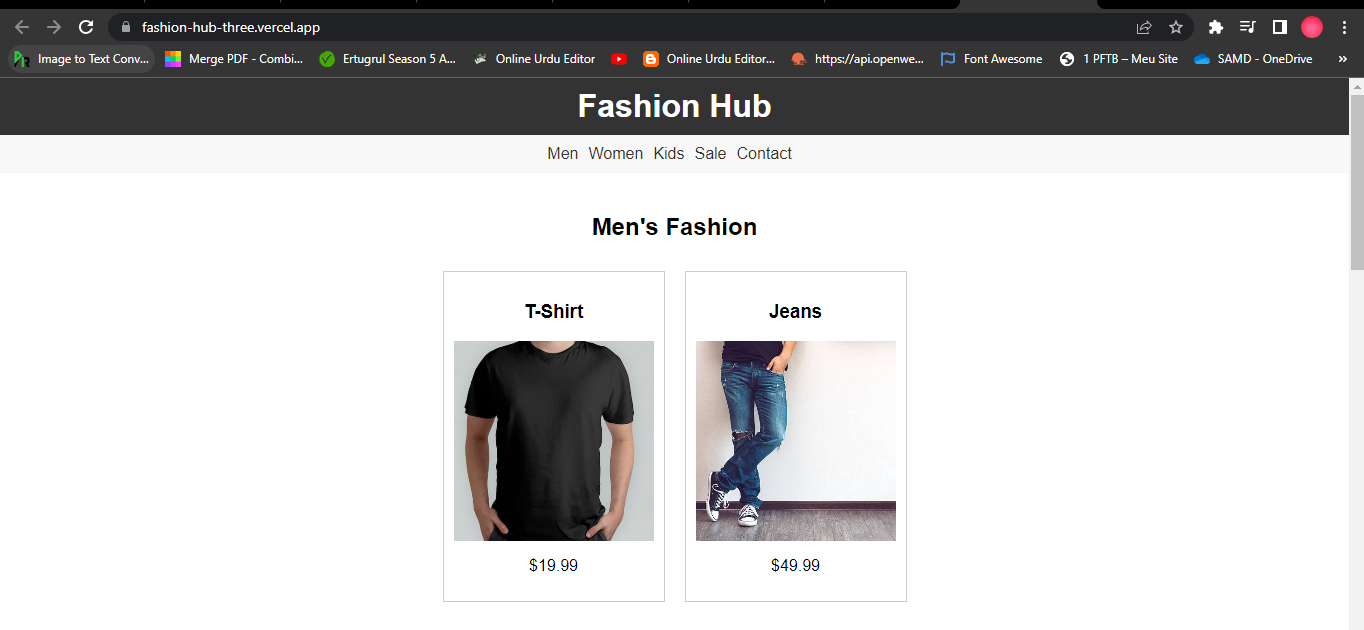 fashion-hub-three.vercel.app
Image to Text Conv... Merge PDF - Combi... Ertugrul Season 5 A... Online Urdu Editor Online Urdu Editor... https://api.openwe... Font Awesome 1 PFTB – Meu Site SAMD - OneDrive »
Fashion Hub
Men Women Kids Sale Contact
Men's Fashion
T-Shirt Jeans
$19.99 $49.99